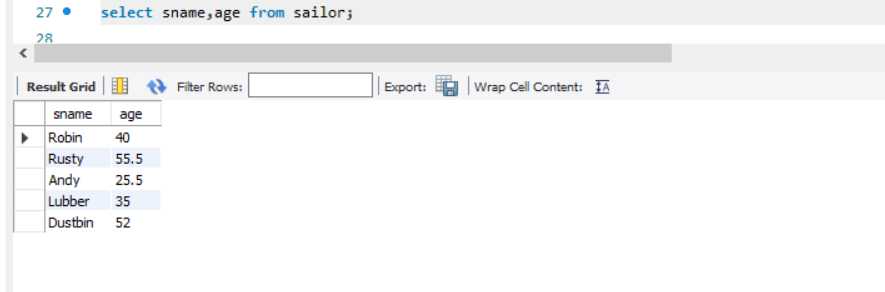 27 select sname,age from sailor;
28
Result Grid Filter Rows: Export: Wrap Cell Content: IA
sname age
Robin 40
Rusty 55.5
Andy 25.5
Lubber 35
Dustbin 52